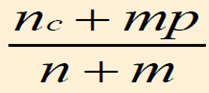 n_c + mp
n + m